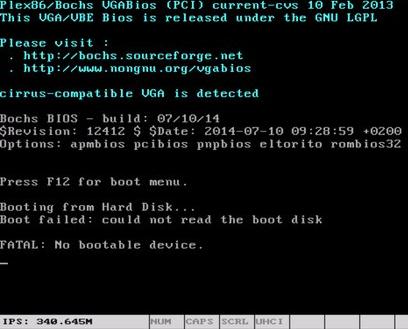 Plex86/Bochs VGABios (PCI) current-cvs 10 Feb 2013
This VGA/VBE Bios is released under the GNU LGPL
Please visit :
. http://bochs.sourceforge.net
. http://www.nongnu.org/vgabios
cirrus-compatible VGA is detected
Bochs BIOS - build: 07/10/14
$Revision: 12412 $ $Date: 2014-07-10 09:28:59 +0200
Options: apmbios pcibios pnpbios eltorito rombios32
Press F12 for boot menu.
Booting from Hard Disk...
Boot failed: could not read the boot disk
FATAL: No bootable device.
_
IPS: 340.645M NUM CAPS SCRL UHCI